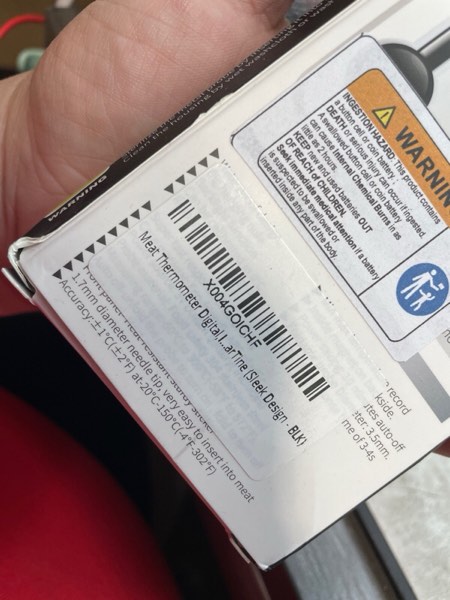 WARNING
WARNIN
INGESTION HAZARD: This product contains
a button cell or coin battery.
DEATH or serious injury can occur if ingested.
A swallowed button cell or coin battery
can cause Internal Chemical Burns in as
little as 2 hours.
KEEP new and used batteries OUT
OF REACH of CHILDREN.
Seek immediate medical attention if a battery
is suspected to be swallowed or
inserted inside any part of the body.
X004GOICHF
Meat Thermometer Digital I...arTine (Sleek Design - BLK)
1.7mm diameter needle tip, very easy to insert into meat
Accuracy:±1°C(±2°F) at-20°C-150°C(-4°F-302°F)
record
kside.
ites auto-off
ter:3.5mm.
me of 3-4s